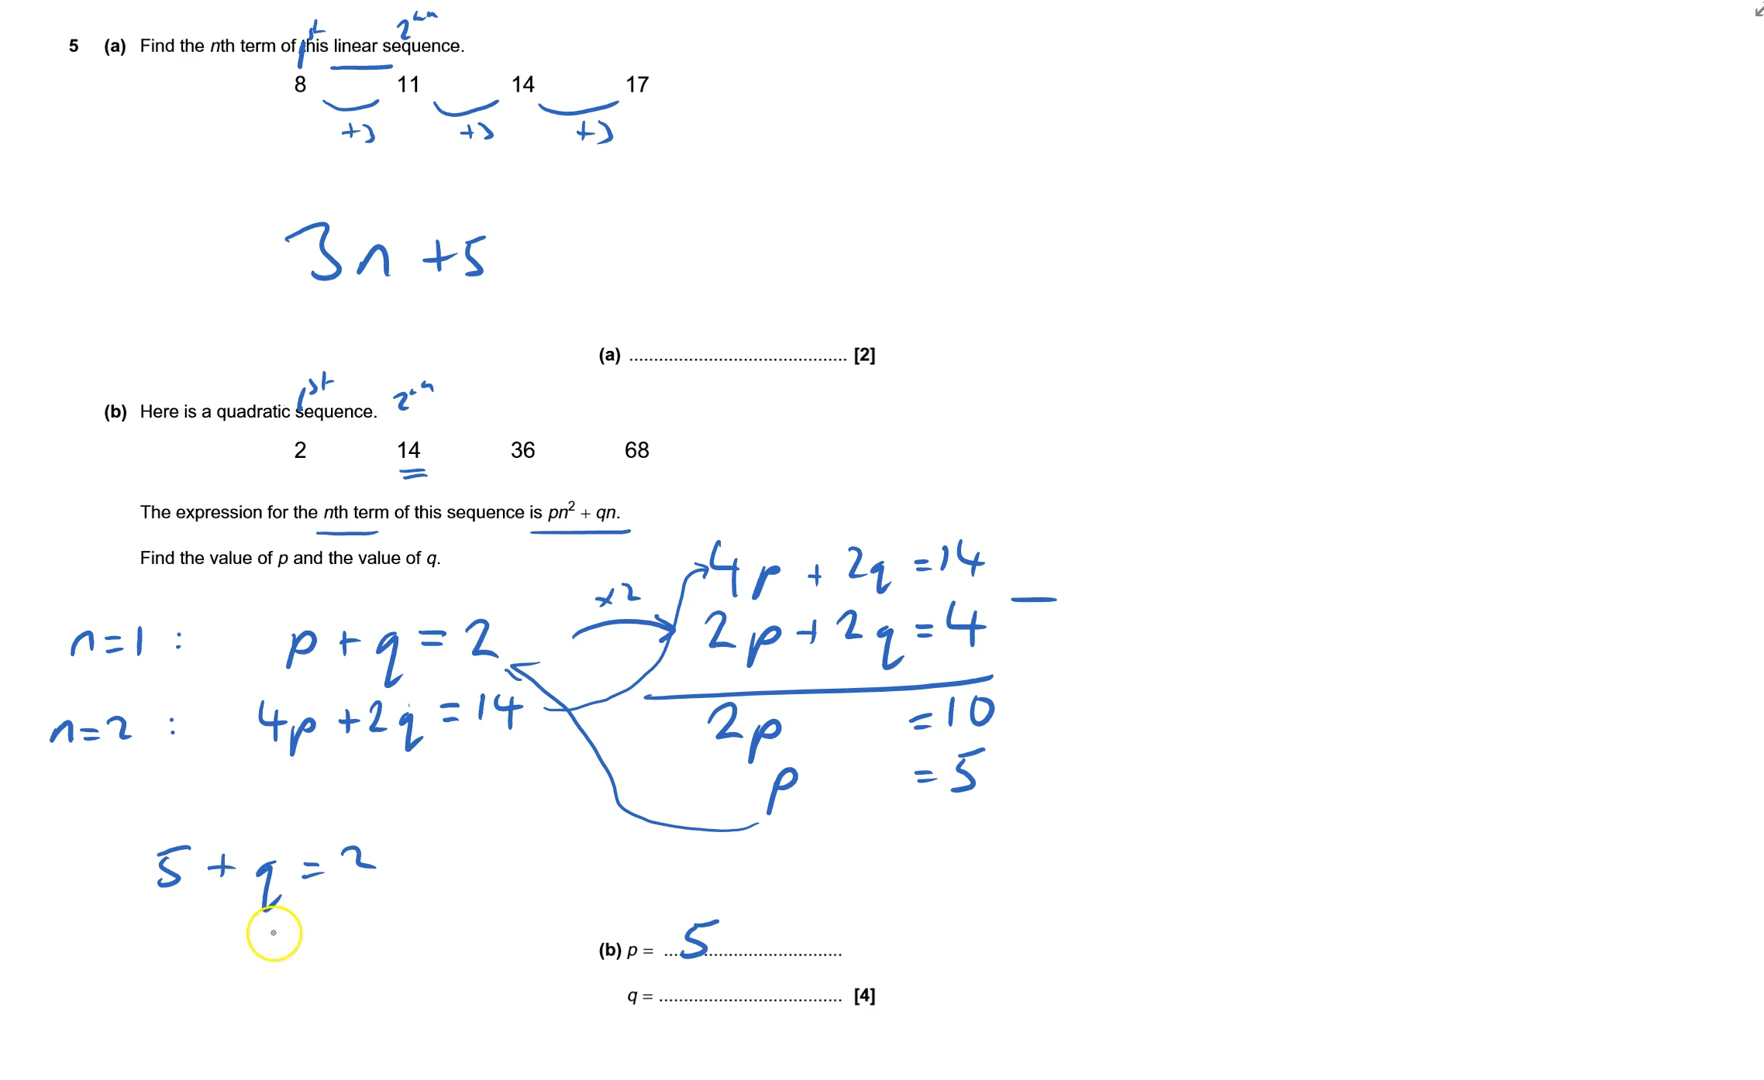 5 (a) Find the nth term of this linear sequence.
1st 2nd
8 11 14 17
+3 +3 +3
3n +5
(a) ............................................ [2]
1st 2nd
(b) Here is a quadratic sequence.
2 14 36 68
The expression for the nth term of this sequence is pn² + qn.
Find the value of p and the value of q.
n=1 : p + q = 2
n=2 : 4p +2q = 14
×2
4p + 2q = 14
2p + 2q = 4 —
2p = 10
p = 5
5 + q = 2
(b) p = ...5...........................
q = ..................................... [4]